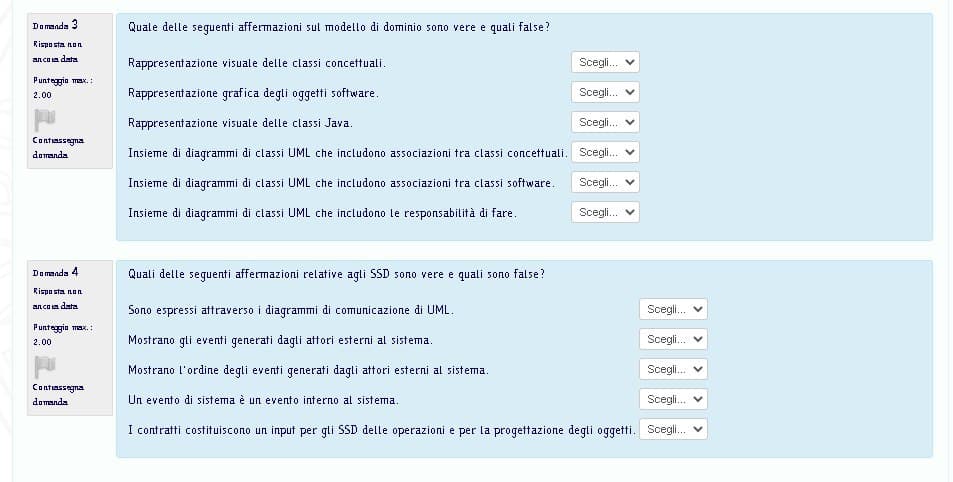 Domanda 3
Risposta non
ancora data
Punteggio max.:
2.00
Contrassegna
domanda
Quale delle seguenti affermazioni sul modello di dominio sono vere e quali false?
Rappresentazione visuale delle classi concettuali. Scegli...
Rappresentazione grafica degli oggetti software. Scegli...
Rappresentazione visuale delle classi Java. Scegli...
Insieme di diagrammi di classi UML che includono associazioni tra classi concettuali. Scegli...
Insieme di diagrammi di classi UML che includono associazioni tra classi software. Scegli...
Insieme di diagrammi di classi UML che includono le responsabilità di fare. Scegli...
Domanda 4
Risposta non
ancora data
Punteggio max.:
2.00
Contrassegna
domanda
Quali delle seguenti affermazioni relative agli SSD sono vere e quali sono false?
Sono espressi attraverso i diagrammi di comunicazione di UML. Scegli...
Mostrano gli eventi generati dagli attori esterni al sistema. Scegli...
Mostrano l'ordine degli eventi generati dagli attori esterni al sistema. Scegli...
Un evento di sistema è un evento interno al sistema. Scegli...
I contratti costituiscono un input per gli SSD delle operazioni e per la progettazione degli oggetti. Scegli...